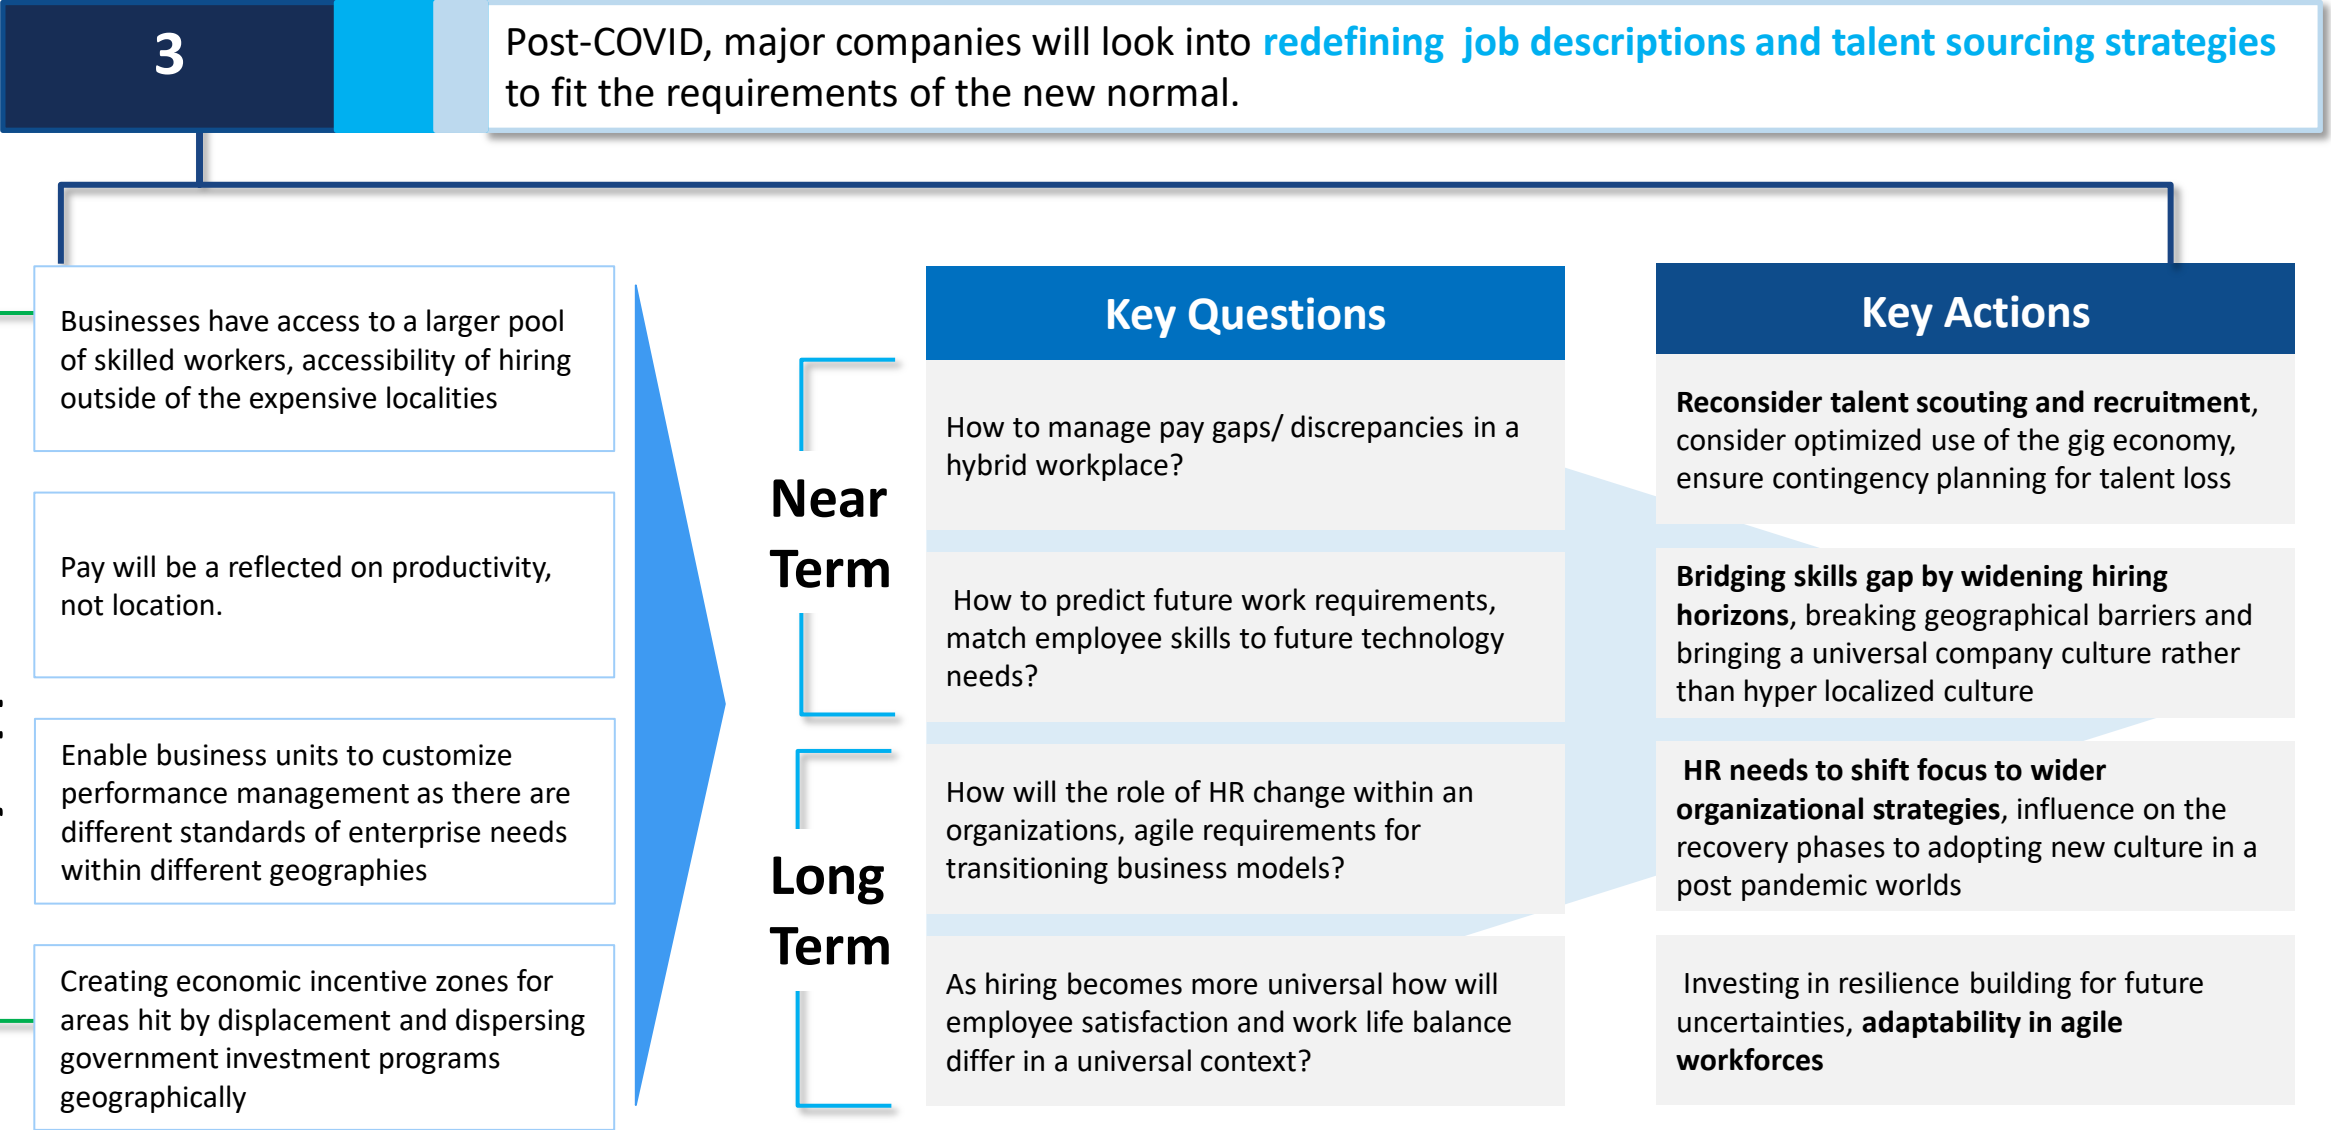 3
Post-COVID, major companies will look into redefining job descriptions and talent sourcing strategies
to fit the requirements of the new normal.
Businesses have access to a larger pool
of skilled workers, accessibility of hiring
outside of the expensive localities
Pay will be a reflected on productivity,
not location.
Enable business units to customize
performance management as there are
different standards of enterprise needs
within different geographies
Creating economic incentive zones for
areas hit by displacement and dispersing
government investment programs
geographically
Near
Term
Long
Term
Key Questions
How to manage pay gaps/ discrepancies in a
hybrid workplace?
How to predict future work requirements,
match employee skills to future technology
needs?
How will the role of HR change within an
organizations, agile requirements for
transitioning business models?
As hiring becomes more universal how will
employee satisfaction and work life balance
differ in a universal context?
Key Actions
Reconsider talent scouting and recruitment,
consider optimized use of the gig economy,
ensure contingency planning for talent loss
Bridging skills gap by widening hiring
horizons, breaking geographical barriers and
bringing a universal company culture rather
than hyper localized culture
HR needs to shift focus to wider
organizational strategies, influence on the
recovery phases to adopting new culture in a
post pandemic worlds
Investing in resilience building for future
uncertainties, adaptability in agile
workforces